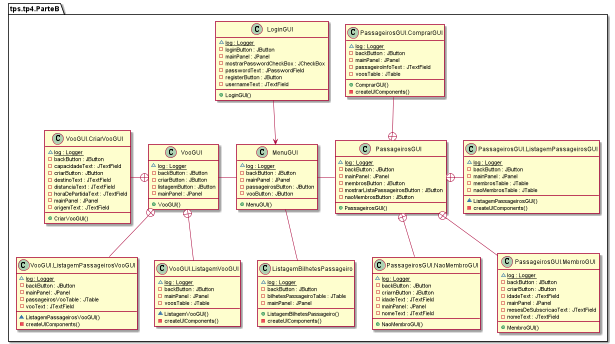 tps.tp4.ParteB
C LoginGUI
log : Logger
loginButton : JButton
mainPanel : JPanel
mostrarPasswordCheckBox : JCheckBox
passwordText : JPasswordField
registerButton : JButton
usernameText : JTextField
LoginGUI()
C PassageirosGUI.ComprarGUI
log : Logger
backButton : JButton
mainPanel : JPanel
passageiroInfoText : JTextField
voosTable : JTable
ComprarGUI()
createUIComponents()
C VooGUI.CriarVooGUI
log : Logger
backButton : JButton
capacidadeText : JTextField
criarButton : JButton
destinoText : JTextField
distanciaText : JTextField
horaDePartidaText : JTextField
mainPanel : JPanel
origemText : JTextField
CriarVooGUI()
C VooGUI
log : Logger
backButton : JButton
criarButton : JButton
listagemButton : JButton
mainPanel : JPanel
VooGUI()
C MenuGUI
log : Logger
backButton : JButton
mainPanel : JPanel
passageirosButton : JButton
vooButton : JButton
MenuGUI()
C PassageirosGUI
log : Logger
backButton : JButton
mainPanel : JPanel
membrosButton : JButton
mostrarListaPassageirosButton : JButton
naoMembrosButton : JButton
PassageirosGUI()
C PassageirosGUI.ListagemPassageirosGUI
log : Logger
backButton : JButton
mainPanel : JPanel
membrosTable : JTable
naoMembrosTable : JTable
ListagemPassageirosGUI()
createUIComponents()
C VooGUI.ListagemPassageirosVooGUI
log : Logger
backButton : JButton
mainPanel : JPanel
passageirosVooTable : JTable
vooText : JTextField
ListagemPassageirosVooGUI()
createUIComponents()
C VooGUI.ListagemVooGUI
log : Logger
backButton : JButton
mainPanel : JPanel
voosTable : JTable
ListagemVooGUI()
createUIComponents()
C ListagemBilhetesPassageiro
log : Logger
backButton : JButton
bilhetesPassageiroTable : JTable
mainPanel : JPanel
ListagemBilhetesPassageiro()
createUIComponents()
C PassageirosGUI.NaoMembroGUI
log : Logger
backButton : JButton
criarmButton : JButton
idadeText : JTextField
mainPanel : JPanel
nomeText : JTextField
NaoMembroGUI()
C PassageirosGUI.MembroGUI
log : Logger
backButton : JButton
criarButton : JButton
idadeText : JTextField
mainPanel : JPanel
mesesDeSubscricaoText : JTextField
nomeText : JTextField
MembroGUI()